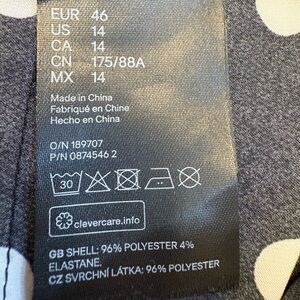 EUR 46
US 14
CA 14
CN 175/88A
MX 14
Made in China
Fabriqué en Chine
Hecho en China
O/N 189707
P/N 0874546 2
30
clevercare.info
GB SHELL: 96% POLYESTER 4%
ELASTANE.
CZ SVRCHNÍ LÁTKA: 96% POLYESTER